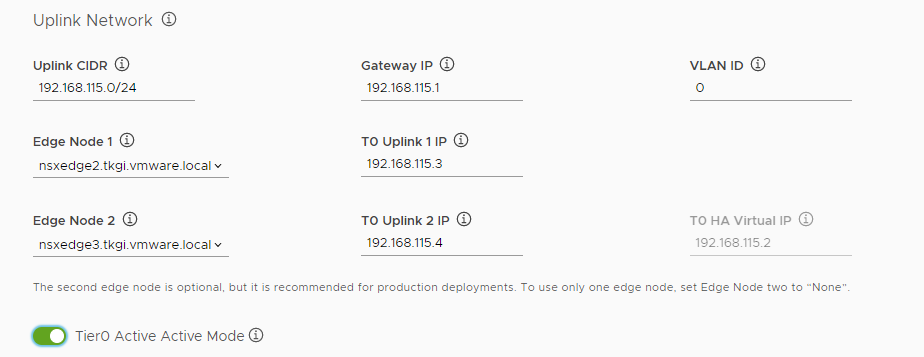 Uplink Network
Uplink CIDR Gateway IP VLAN ID
192.168.115.0/24 192.168.115.1 0
Edge Node 1 T0 Uplink 1 IP
nsxedge2.tkgi.vmware.local 192.168.115.3
Edge Node 2 T0 Uplink 2 IP T0 HA Virtual IP
nsxedge3.tkgi.vmware.local 192.168.115.4 192.168.115.2
The second edge node is optional, but it is recommended for production deployments. To use only one edge node, set Edge Node two to “None”.
Tier0 Active Active Mode